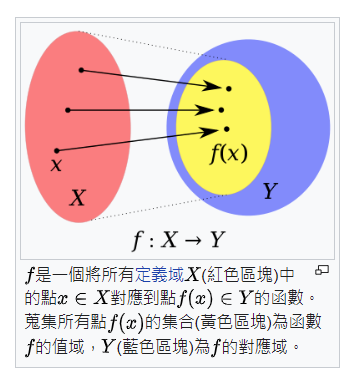 x
X
f(x)
Y
f : X → Y
f是一個將所有定義域X(紅色區塊)中
的點x ∈ X對應到點f(x) ∈ Y的函數。
蒐集所有點f(x)的集合(黃色區塊)為函數
f的值域，Y(藍色區塊)為f的對應域。